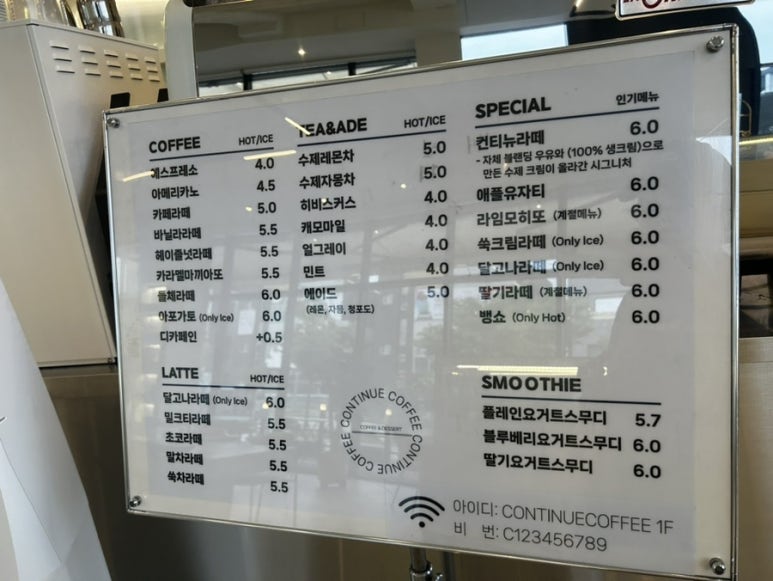 COFFEE HOT/ICE
에스프레소 4.0
아메리카노 4.5
카페라떼 5.0
바닐라라떼 5.5
헤이즐넛라떼 5.5
카라멜마끼아또 5.5
돌체라떼 6.0
아포가토 (Only Ice) 6.0
디카페인 +0.5
LATTE HOT/ICE
달고나라떼 (Only Ice) 6.0
밀크티라떼 5.5
초코라떼 5.5
말차라떼 5.5
쑥차라떼 5.5
TEA&ADE HOT/ICE
수제레몬차 5.0
수제자몽차 5.0
히비스커스 4.0
캐모마일 4.0
얼그레이 4.0
민트 4.0
에이드 5.0
(레몬, 자몽, 청포도)
CONTINUE COFFEE CONTINUE COFFEE
COFFEE & DESSERT
SPECIAL 인기메뉴
컨티뉴라떼 6.0
- 자체 블랜딩 우유와 (100% 생크림)으로
만든 수제 크림이 올라간 시그니처
애플유자티 6.0
라임모히또 (계절메뉴) 6.0
쑥크림라떼 (Only Ice) 6.0
달고나라떼 (Only Ice) 6.0
딸기라떼 (계절메뉴) 6.0
뱅쇼 (Only Hot) 6.0
SMOOTHIE
플레인요거트스무디 5.7
블루베리요거트스무디 6.0
딸기요거트스무디 6.0
아이디: CONTINUECOFFEE 1F
비 번: C123456789